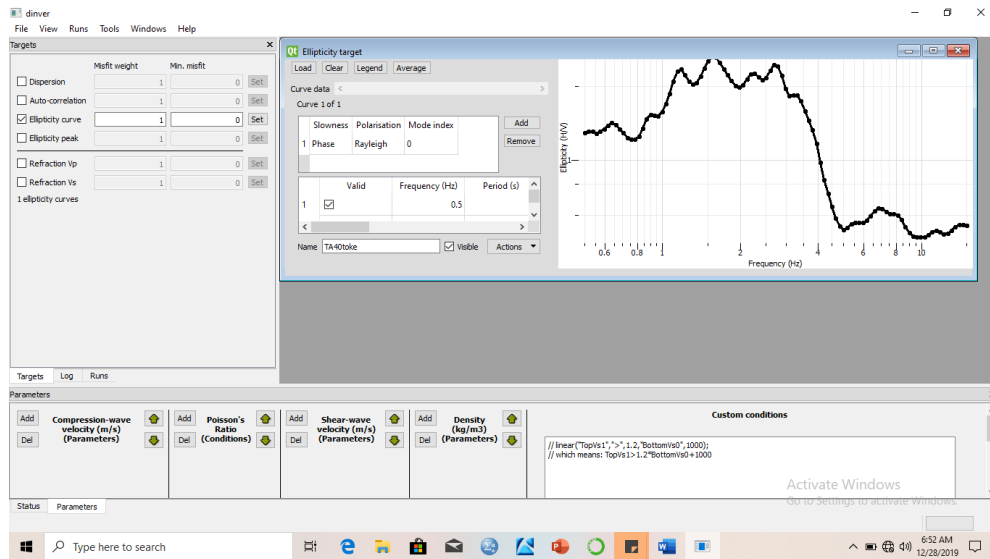 dinver
File View Runs Tools Windows Help
Targets
Misfit weight Min. misfit
Dispersion 1 0 Set
Auto-correlation 1 0 Set
Ellipticity curve 1 0 Set
Ellipticity peak 1 0 Set
Refraction Vp 1 0 Set
Refraction Vs 1 0 Set
1 ellipticity curves
Targets Log Runs
Qt Ellipticity target
Load Clear Legend Average
Curve data
Curve 1 of 1
Slowness Polarisation Mode index
1 Phase Rayleigh 0
Add
Remove
Valid Frequency (Hz) Period (s)
1 0.5
Name TA40toke Visible Actions
Ellipticity (H/V)
1
0.6 0.8 1 2 4 6 8 10
Frequency (Hz)
Parameters
Add Del Compression-wave velocity (m/s) (Parameters)
Add Del Poisson's Ratio (Conditions)
Add Del Shear-wave velocity (m/s) (Parameters)
Add Del Density (kg/m3) (Parameters)
Custom conditions
// linear("TopVs1",">",1.2,"BottomVs0",1000);
// which means: TopVs1>1.2*BottomVs0+1000
Activate Windows
Go to Settings to activate Windows.
Status Parameters
Type here to search
6:52 AM
12/28/2019